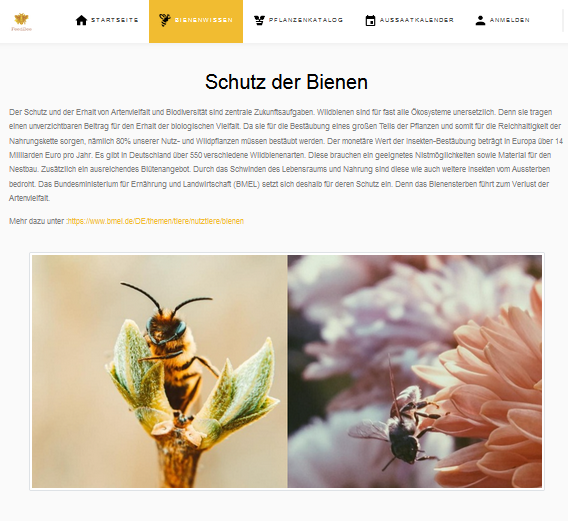 STARTSEITE
BIENENWISSEN
PFLANZENKATALOG
AUSSAATKALENDER
ANMELDEN
Schutz der Bienen
Der Schutz und der Erhalt von Artenvielfalt und Biodiversität sind zentrale Zukunftsaufgaben. Wildbienen sind für fast alle Ökosysteme unersetzlich. Denn sie tragen
einen unverzichtbaren Beitrag für den Erhalt der biologischen Vielfalt. Da sie für die Bestäubung eines großen Teils der Pflanzen und somit für die Reichhaltigkeit der
Nahrungskette sorgen, nämlich 80% unserer Nutz- und Wildpflanzen müssen bestäubt werden. Der monetäre Wert der Insekten-Bestäubung beträgt in Europa über 14
Milliarden Euro pro Jahr. Es gibt in Deutschland über 550 verschiedene Wildbienenarten. Diese brauchen ein geeignetes Nistmöglichkeiten sowie Material für den
Nestbau. Zusätzlich ein ausreichendes Blütenangebot. Durch das Schwinden des Lebensraums und Nahrung sind diese wie auch weitere Insekten vom Aussterben
bedroht. Das Bundesministerium für Ernährung und Landwirtschaft (BMEL) setzt sich deshalb für deren Schutz ein. Denn das Bienensterben führt zum Verlust der
Artenvielfalt.
Mehr dazu unter :https://www.bmel.de/DE/themen/tiere/nutztiere/bienen